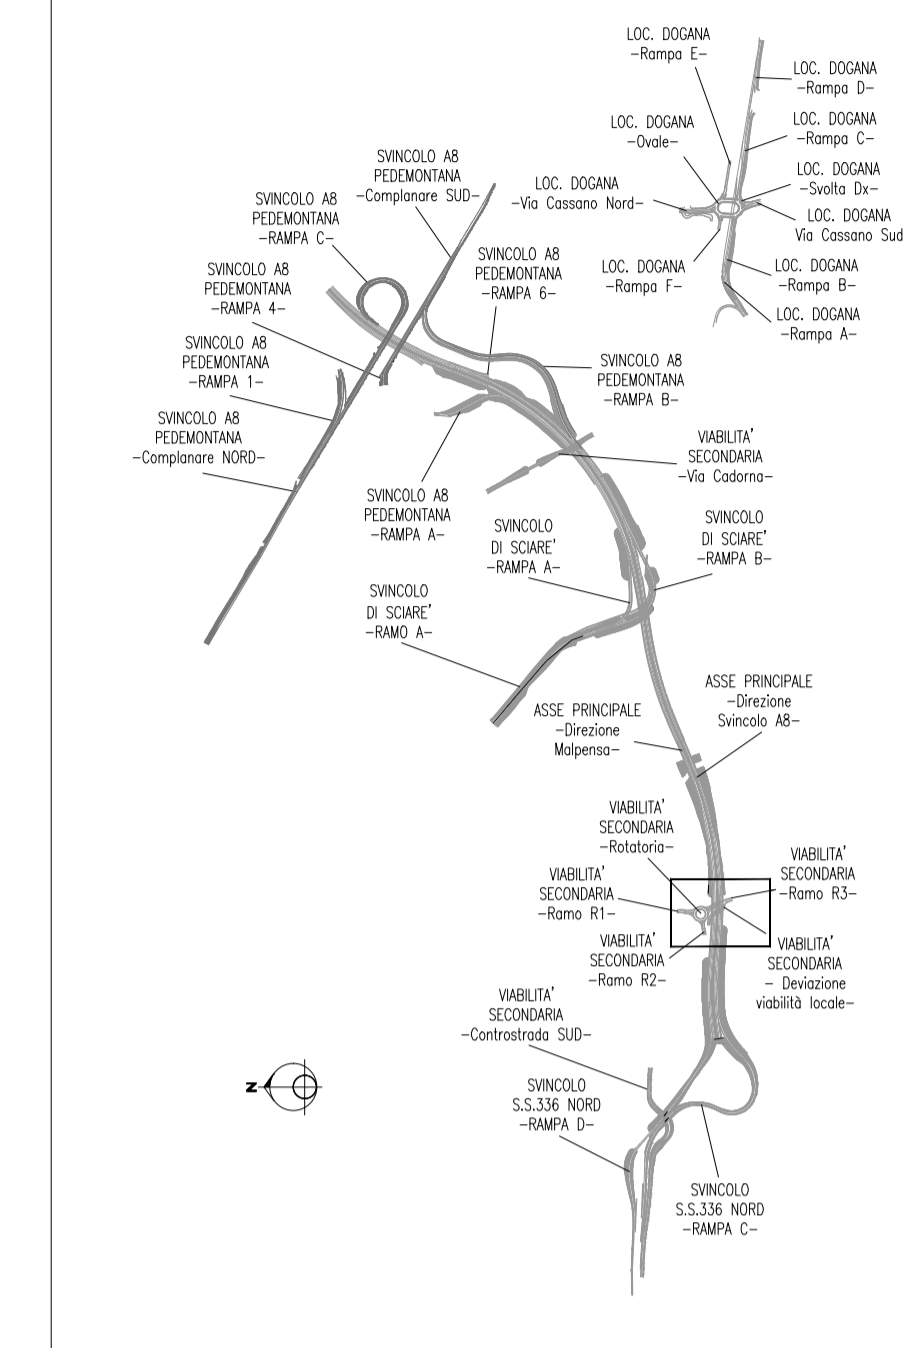 LOC. DOGANA
-Rampa E-
LOC. DOGANA
-Rampa D-
LOC. DOGANA
-Ovale-
LOC. DOGANA
-Rampa C-
SVINCOLO A8
PEDEMONTANA
-Complanare SUD-
LOC. DOGANA
-Via Cassano Nord-
LOC. DOGANA
-Svolta Dx-
SVINCOLO A8
PEDEMONTANA
-RAMPA C-
LOC. DOGANA
Via Cassano Sud
SVINCOLO A8
PEDEMONTANA
-RAMPA 4-
SVINCOLO A8
PEDEMONTANA
-RAMPA 6-
LOC. DOGANA
-Rampa F-
LOC. DOGANA
-Rampa B-
LOC. DOGANA
-Rampa A-
SVINCOLO A8
PEDEMONTANA
-RAMPA 1-
SVINCOLO A8
PEDEMONTANA
-RAMPA B-
SVINCOLO A8
PEDEMONTANA
-Complanare NORD-
VIABILITA'
SECONDARIA
-Via Cadorna-
SVINCOLO A8
PEDEMONTANA
-RAMPA A-
SVINCOLO
DI SCIARE'
-RAMPA A-
SVINCOLO
DI SCIARE'
-RAMPA B-
SVINCOLO
DI SCIARE'
-RAMO A-
ASSE PRINCIPALE
-Direzione
Svincolo A8-
ASSE PRINCIPALE
-Direzione
Malpensa-
VIABILITA'
SECONDARIA
-Rotatoria-
VIABILITA'
SECONDARIA
-Ramo R3-
VIABILITA'
SECONDARIA
-Ramo R1-
VIABILITA'
SECONDARIA
-Ramo R2-
VIABILITA'
SECONDARIA
- Deviazione
viabilità locale-
VIABILITA'
SECONDARIA
-Controstrada SUD-
N
SVINCOLO
S.S.336 NORD
-RAMPA D-
SVINCOLO
S.S.336 NORD
-RAMPA C-